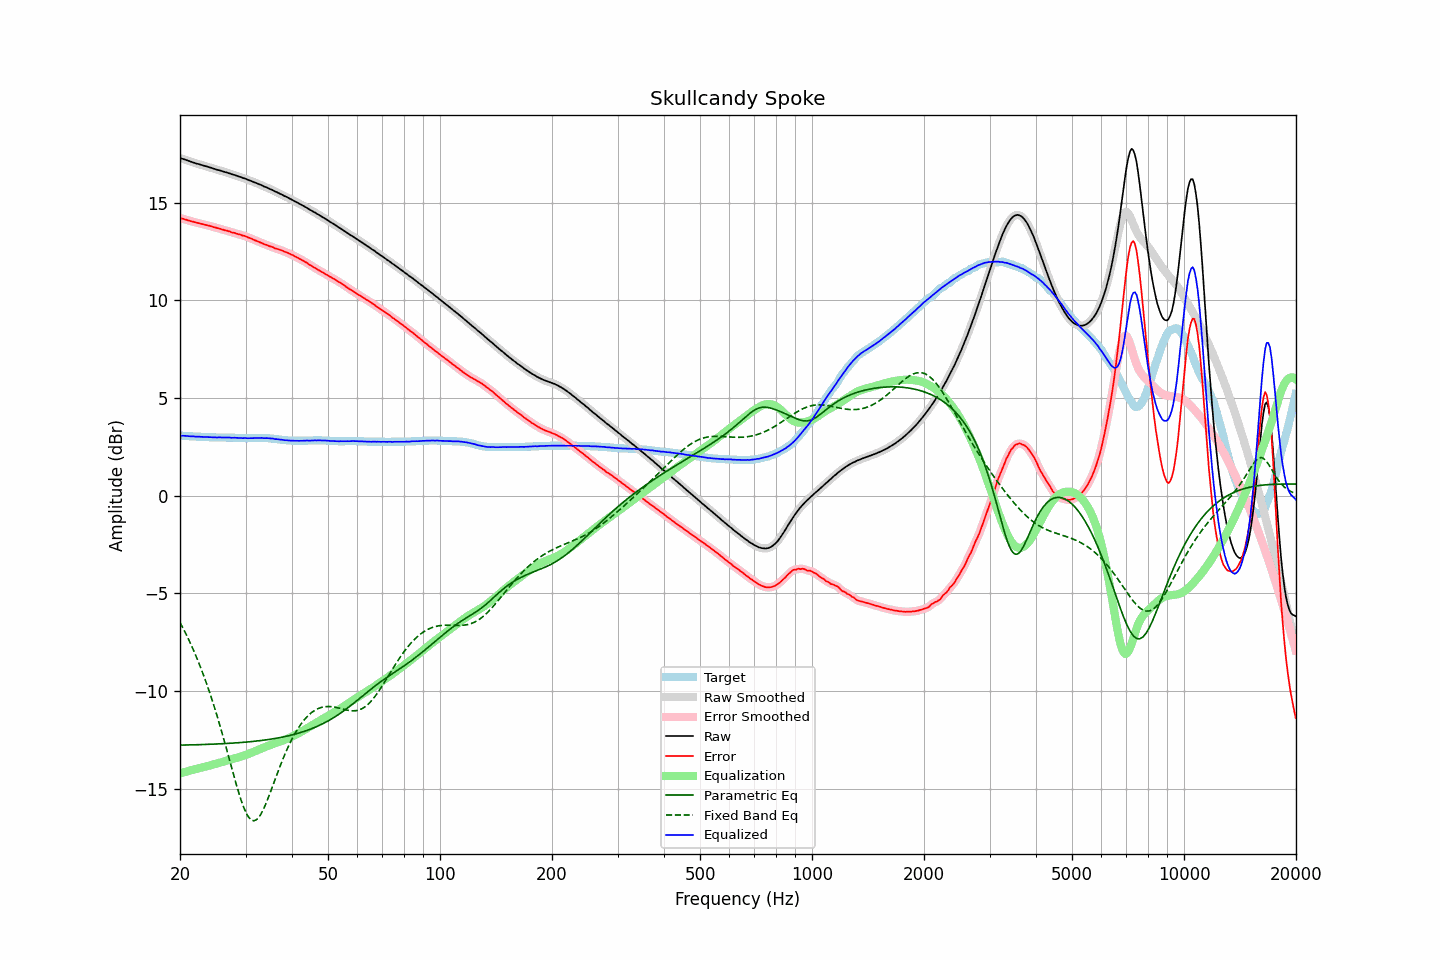 Skullcandy Spoke
Amplitude (dBr)
15
10
5
0
−5
−10
−15
Target
Raw Smoothed
Error Smoothed
Raw
Error
Equalization
Parametric Eq
Fixed Band Eq
Equalized
20 50 100 200 500 1000 2000 5000 10000 20000
Frequency (Hz)